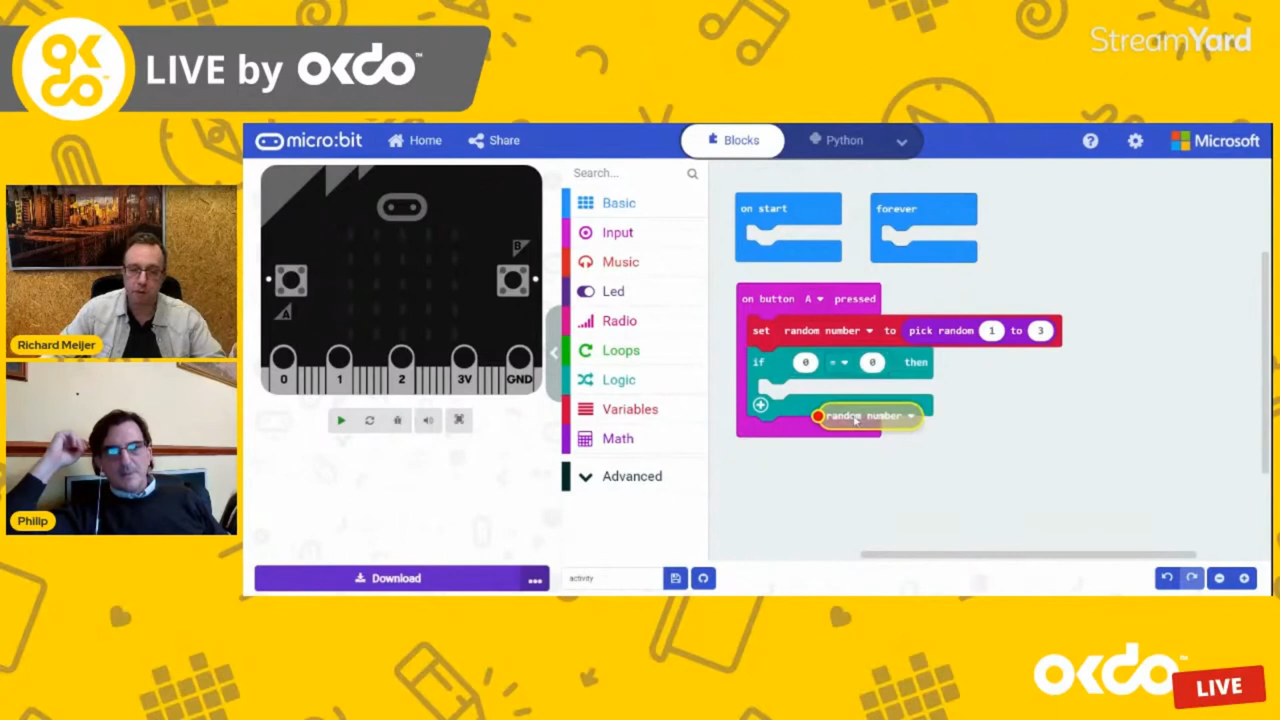 StreamYard
OKdo
LIVE by OKdo™
micro:bit Home Share Blocks Python ? Microsoft
Search...
Basic
Input
Music
Led
Radio
Loops
Logic
Variables
Math
Advanced
B
A
0 1 2 3V GND
on start
forever
on button A ▾ pressed
set random number ▾ to pick random 1 to 3
if 0 = ▾ 0 then
random number ▾
Richard Meijer
Philip
Download ...
activity
OKdo™
LIVE